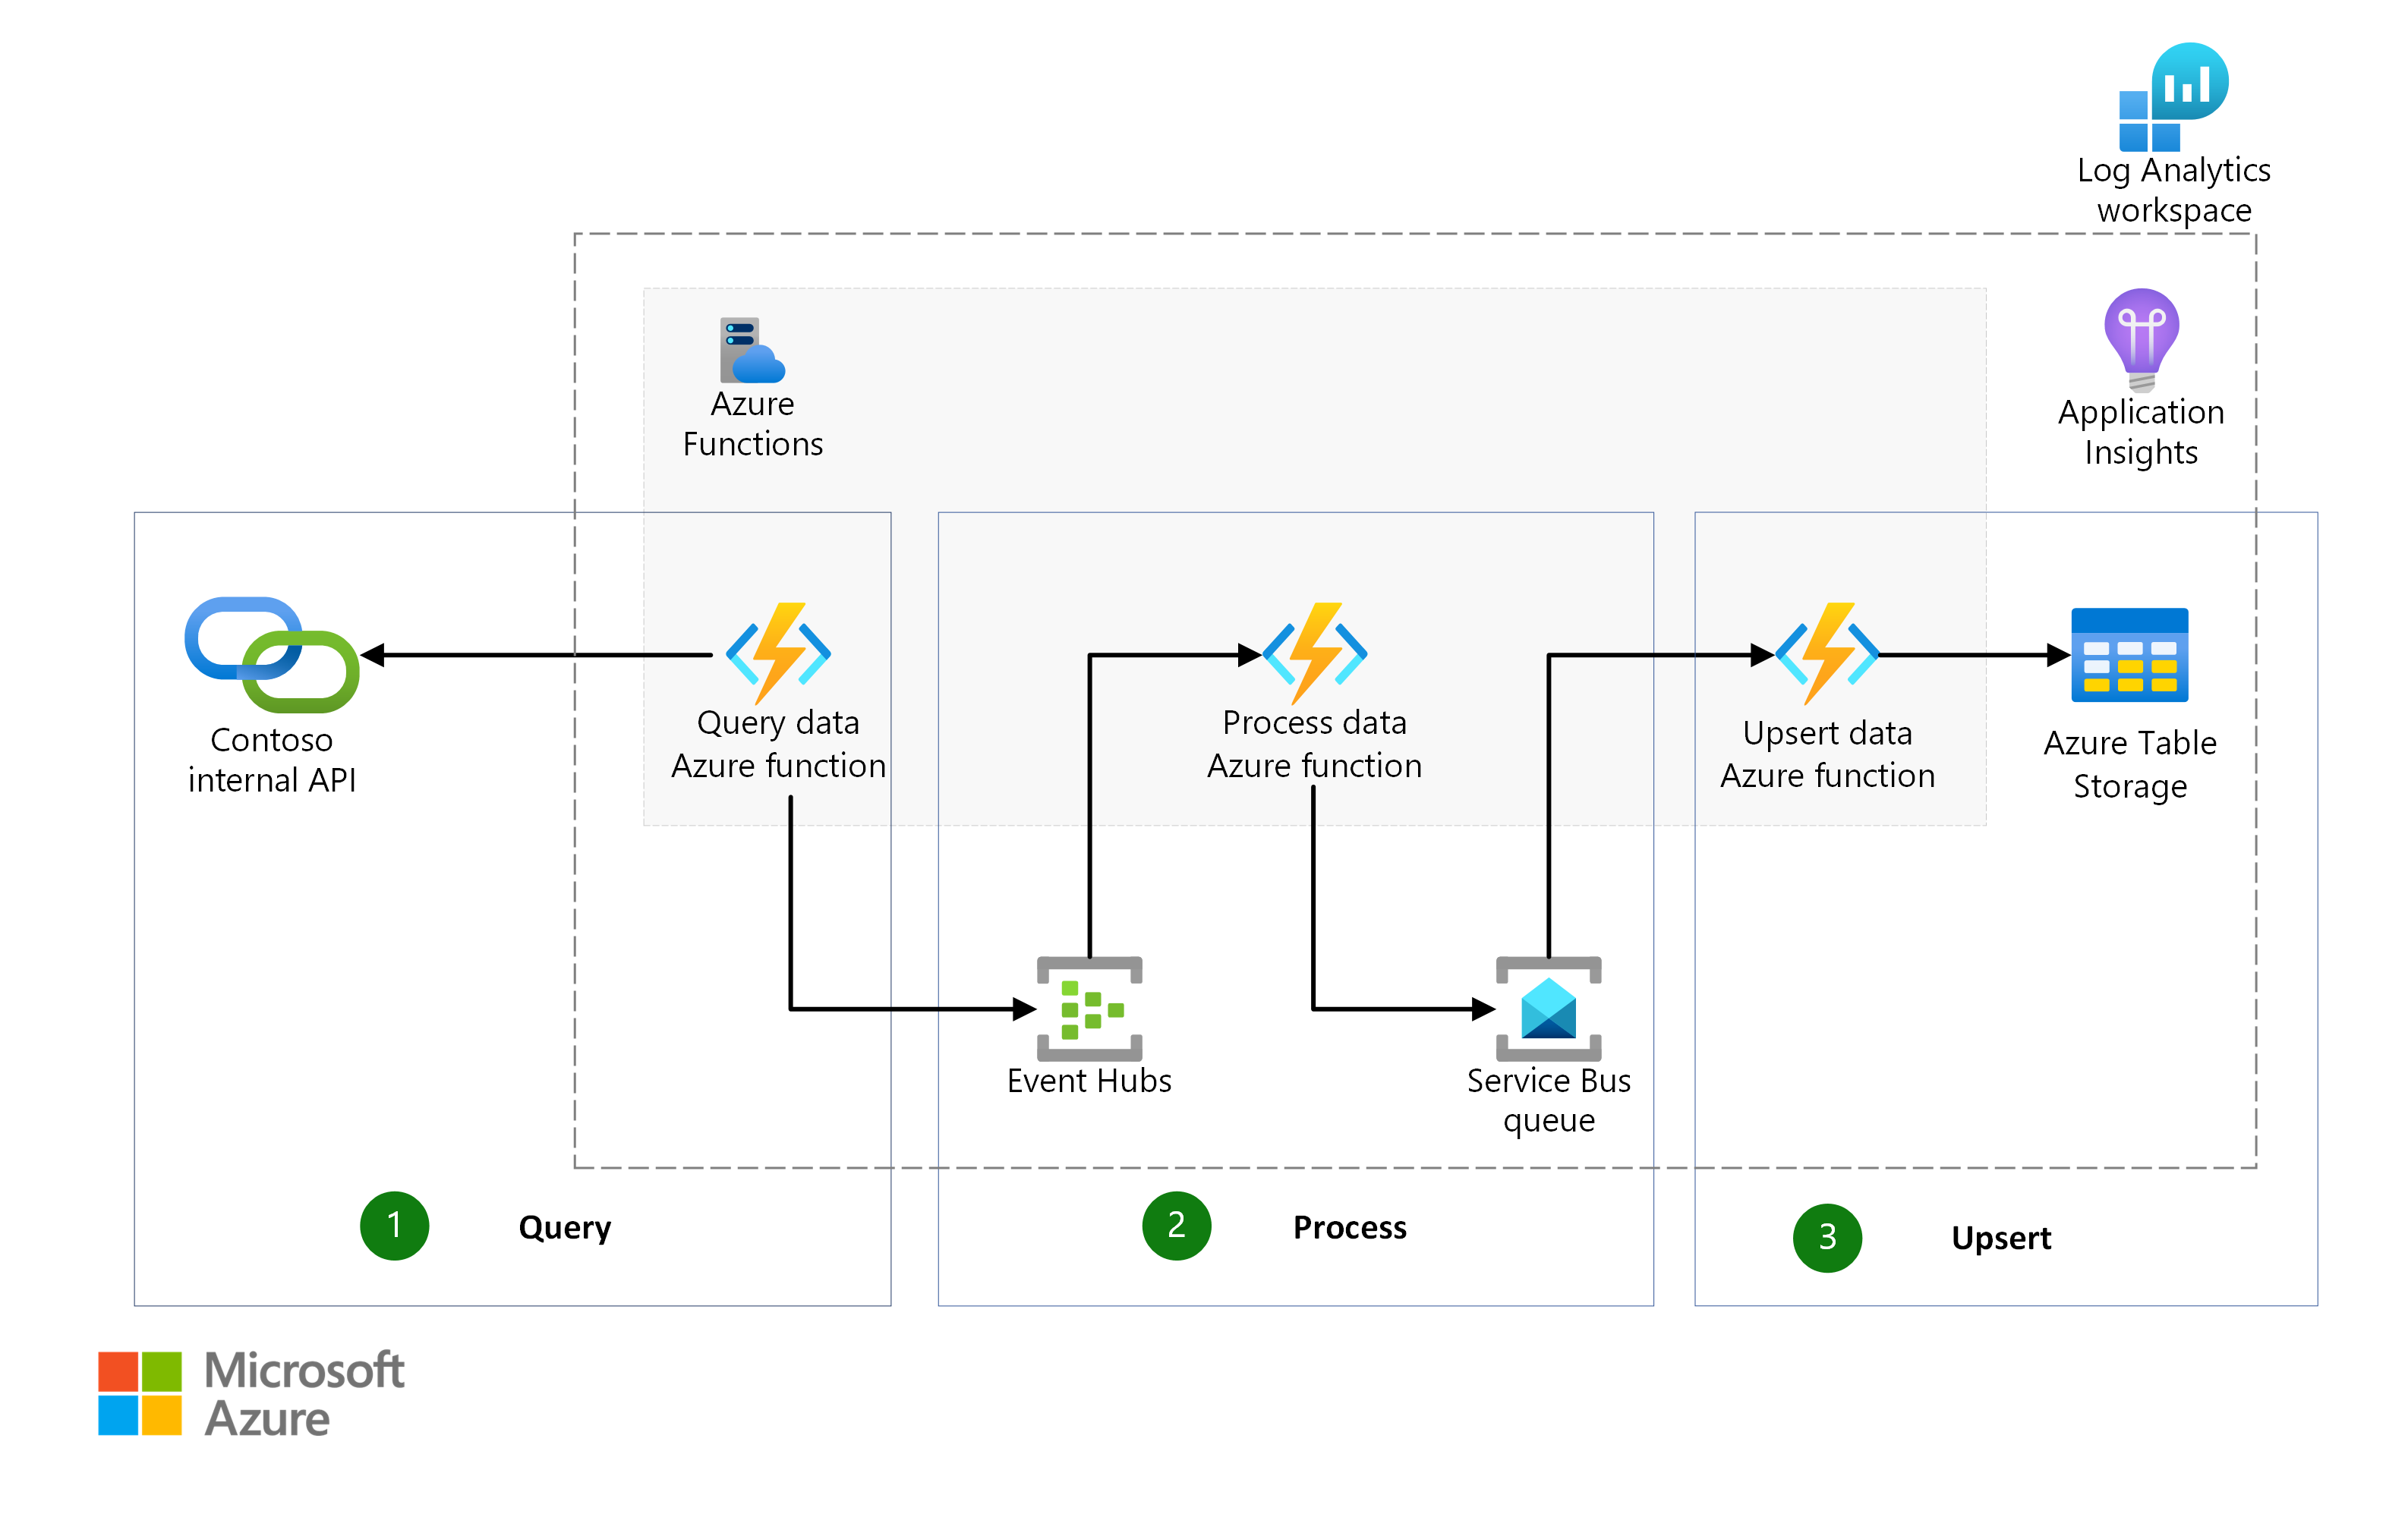 Log Analytics
workspace
Azure
Functions
Application
Insights
Contoso
internal API
Query data
Azure function
Process data
Azure function
Upsert data
Azure function
Azure Table
Storage
Event Hubs
Service Bus
queue
1
Query
2
Process
3
Upsert
Microsoft
Azure